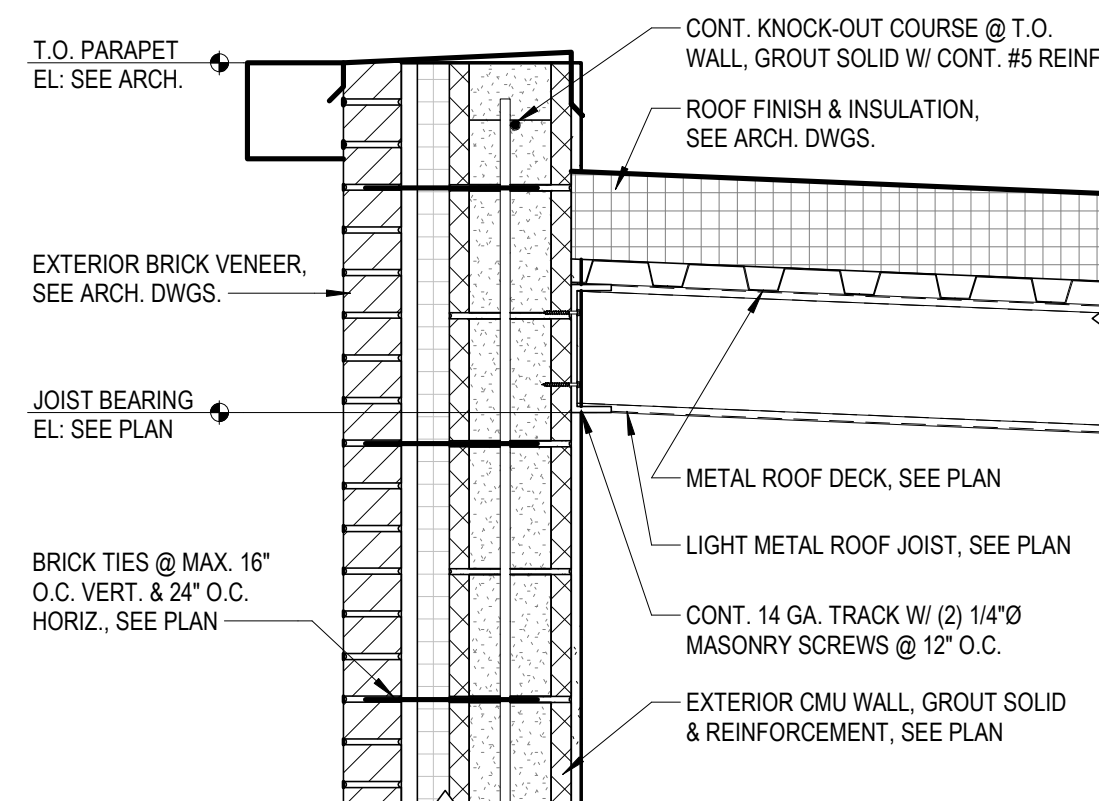 T.O. PARAPET
EL: SEE ARCH.
EXTERIOR BRICK VENEER,
SEE ARCH. DWGS.
JOIST BEARING
EL: SEE PLAN
BRICK TIES @ MAX. 16"
O.C. VERT. & 24" O.C.
HORIZ., SEE PLAN
CONT. KNOCK-OUT COURSE @ T.O.
WALL, GROUT SOLID W/ CONT. #5 REINF
ROOF FINISH & INSULATION,
SEE ARCH. DWGS.
METAL ROOF DECK, SEE PLAN
LIGHT METAL ROOF JOIST, SEE PLAN
CONT. 14 GA. TRACK W/ (2) 1/4"Ø
MASONRY SCREWS @ 12" O.C.
EXTERIOR CMU WALL, GROUT SOLID
& REINFORCEMENT, SEE PLAN